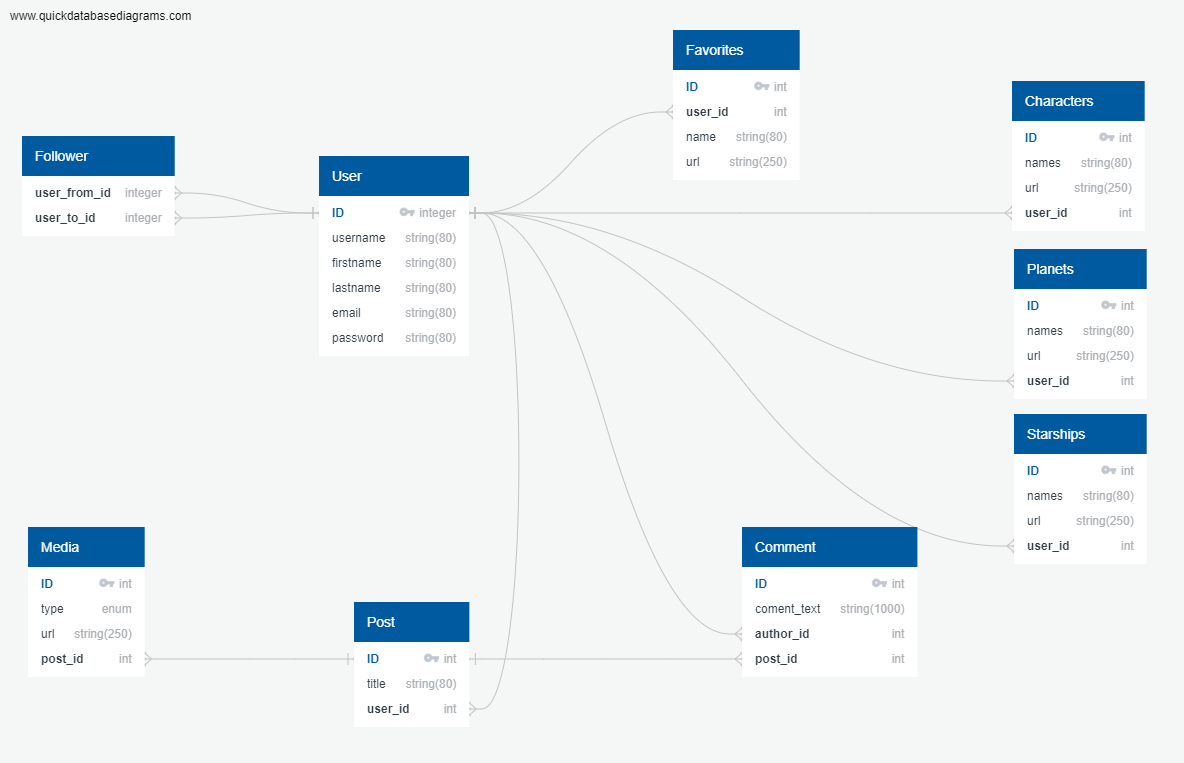 www.quickdatabasediagrams.com
Favorites
ID int
user_id int
name string(80)
url string(250)
Characters
ID int
names string(80)
url string(250)
user_id int
Follower
user_from_id integer
user_to_id integer
User
ID integer
username string(80)
firstname string(80)
lastname string(80)
email string(80)
password string(80)
Planets
ID int
names string(80)
url string(250)
user_id int
Starships
ID int
names string(80)
url string(250)
user_id int
Media
ID int
type enum
url string(250)
post_id int
Post
ID int
title string(80)
user_id int
Comment
ID int
coment_text string(1000)
author_id int
post_id int